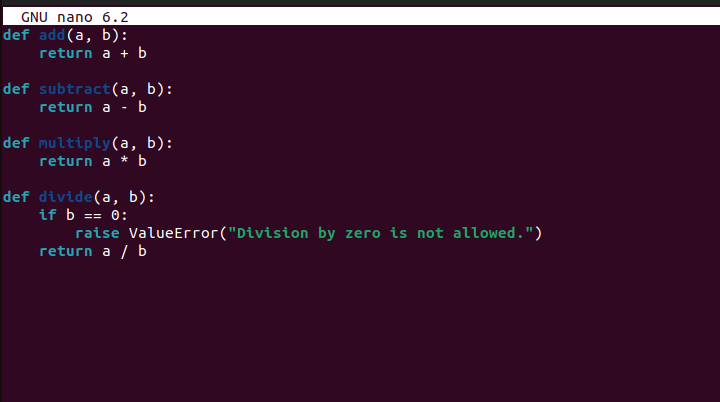 GNU nano 6.2
def add(a, b):
    return a + b
def subtract(a, b):
    return a - b
def multiply(a, b):
    return a * b
def divide(a, b):
    if b == 0:
        raise ValueError("Division by zero is not allowed.")
    return a / b